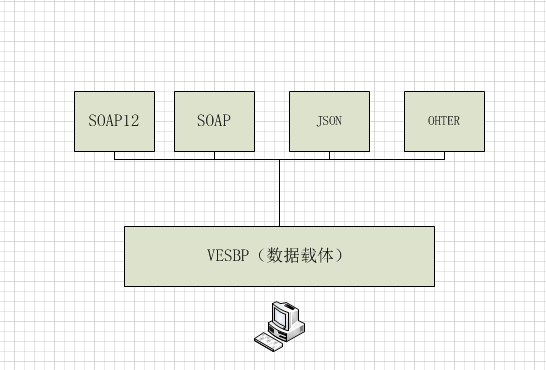 SOAP12
SOAP
JSON
OHTER
VESBP（数据载体）